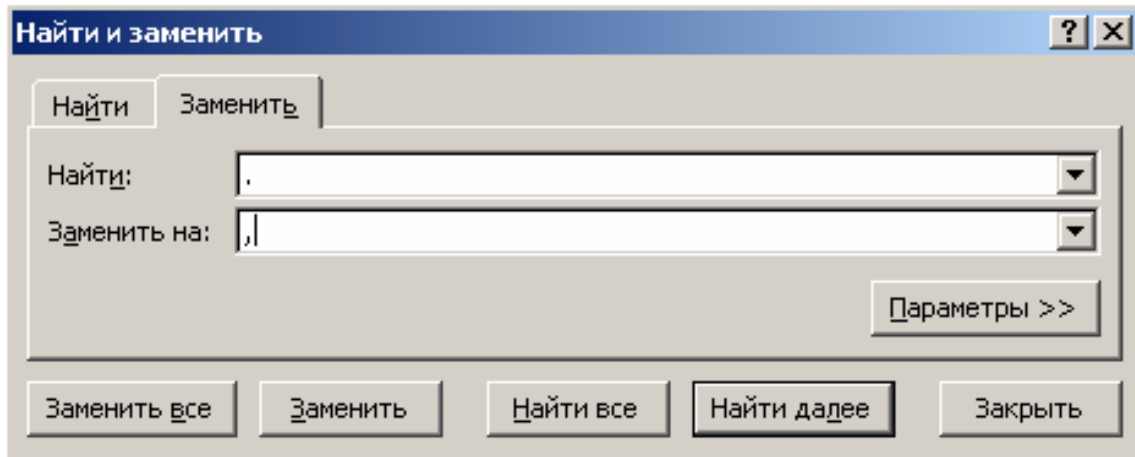 Найти и заменить
Найти Заменить
Найти: .
Заменить на: ,
Параметры >>
Заменить все Заменить Найти все Найти далее Закрыть